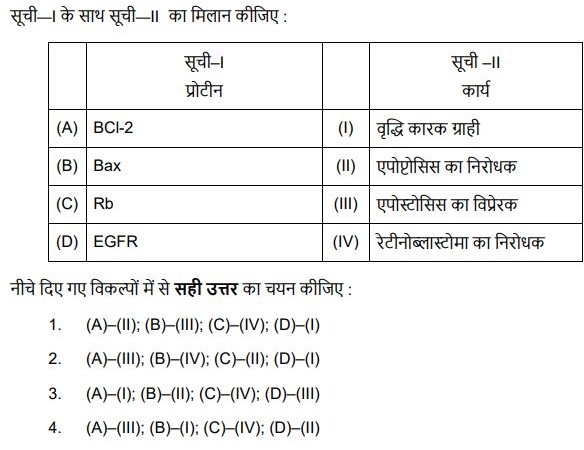 सूची—I के साथ सूची—II का मिलान कीजिए :
सूची–I सूची –II
प्रोटीन कार्य
(A) BCl-2 (I) वृद्धि कारक ग्राही
(B) Bax (II) एपोप्टोसिस का निरोधक
(C) Rb (III) एपोस्टोसिस का विप्रेरक
(D) EGFR (IV) रेटीनोब्लास्टोमा का निरोधक
नीचे दिए गए विकल्पों में से सही उत्तर का चयन कीजिए :
1. (A)–(II); (B)–(III); (C)–(IV); (D)–(I)
2. (A)–(III); (B)–(IV); (C)–(II); (D)–(I)
3. (A)–(I); (B)–(II); (C)–(IV); (D)–(III)
4. (A)–(III); (B)–(I); (C)–(IV); (D)–(II)